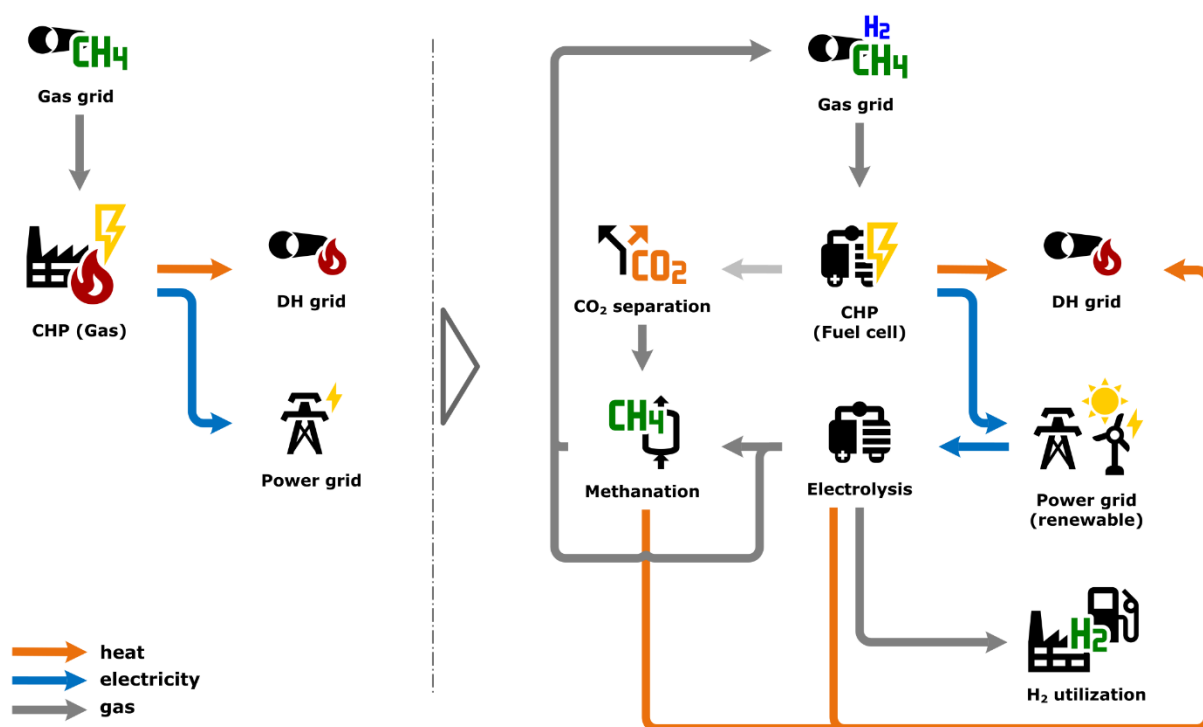 CH4
Gas grid
CHP (Gas)
DH grid
Power grid
heat
electricity
gas
H2
CH4
Gas grid
CO2
CO₂ separation
CHP
(Fuel cell)
DH grid
CH4
Methanation
Electrolysis
Power grid
(renewable)
H2
H₂ utilization